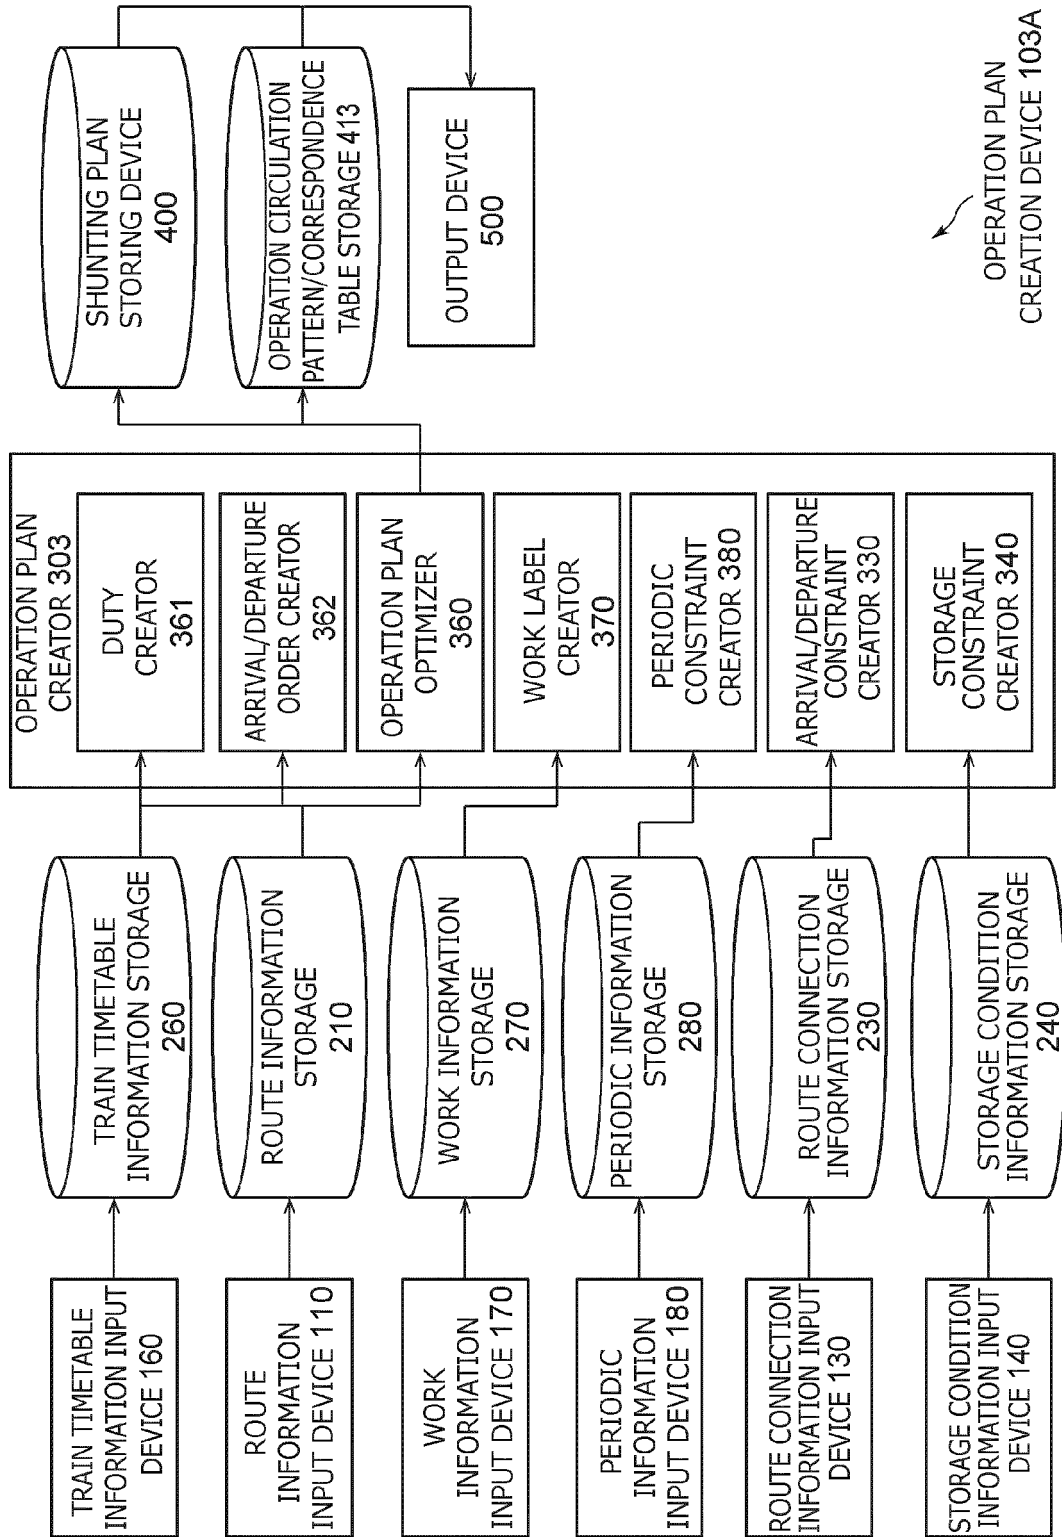 TRAIN TIMETABLE
INFORMATION INPUT
DEVICE 160
ROUTE
INFORMATION
INPUT DEVICE 110
WORK
INFORMATION
INPUT DEVICE 170
PERIODIC
INFORMATION
INPUT DEVICE 180
ROUTE CONNECTION
INFORMATION INPUT
DEVICE 130
STORAGE CONDITION
INFORMATION INPUT
DEVICE 140
TRAIN TIMETABLE
INFORMATION STORAGE
260
ROUTE INFORMATION
STORAGE
210
WORK INFORMATION
STORAGE
270
PERIODIC INFORMATION
STORAGE
280
ROUTE CONNECTION
INFORMATION STORAGE
230
STORAGE CONDITION
INFORMATION STORAGE
240
OPERATION PLAN
CREATOR 303
DUTY
CREATOR
361
ARRIVAL/DEPARTURE
ORDER CREATOR
362
OPERATION PLAN
OPTIMIZER
360
WORK LABEL
CREATOR
370
PERIODIC
CONSTRAINT
CREATOR 380
ARRIVAL/DEPARTURE
CONSTRAINT
CREATOR 330
STORAGE
CONSTRAINT
CREATOR 340
SHUNTING PLAN
STORING DEVICE
400
OPERATION CIRCULATION
PATTERN/CORRESPONDENCE
TABLE STORAGE 413
OUTPUT DEVICE
500
OPERATION PLAN
CREATION DEVICE 103A